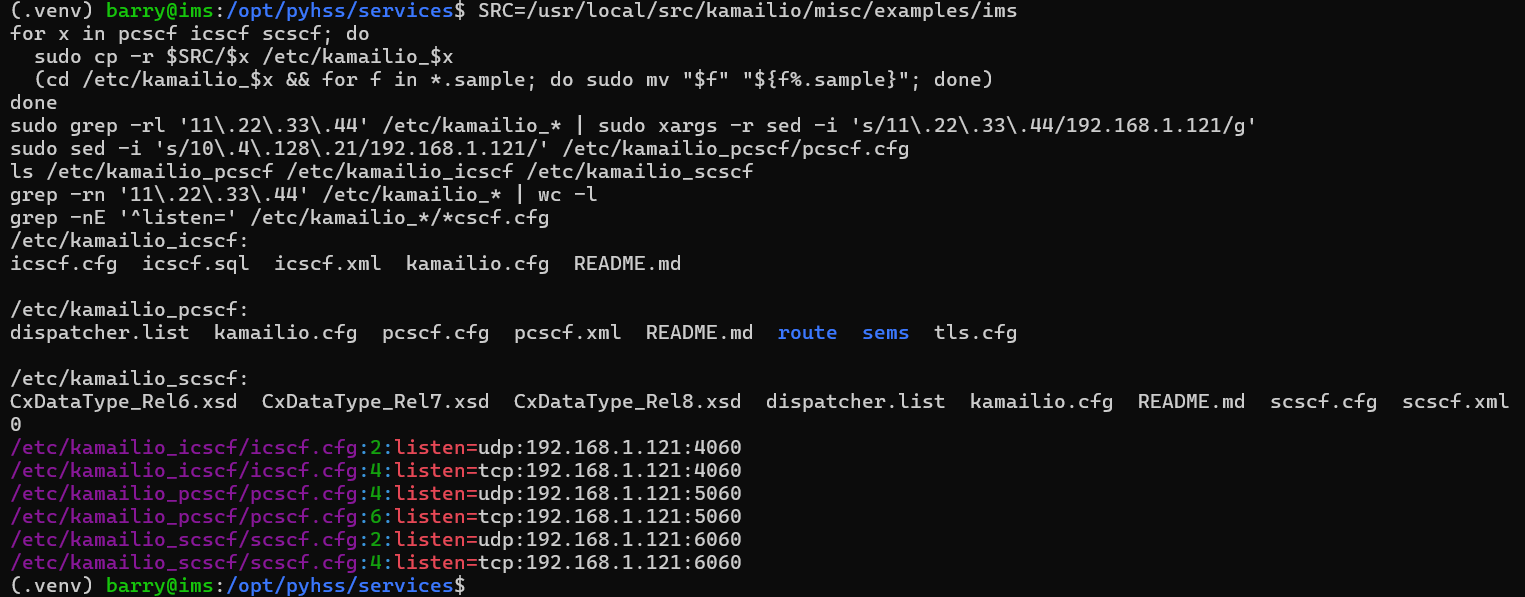 (.venv) barry@ims:/opt/pyhss/services$ SRC=/usr/local/src/kamailio/misc/examples/ims
for x in pcscf icscf scscf; do
  sudo cp -r $SRC/$x /etc/kamailio_$x
  (cd /etc/kamailio_$x && for f in *.sample; do sudo mv "$f" "${f%.sample}"; done)
done
sudo grep -rl '11\.22\.33\.44' /etc/kamailio_* | sudo xargs -r sed -i 's/11\.22\.33\.44/192.168.1.121/g'
sudo sed -i 's/10\.4\.128\.21/192.168.1.121/' /etc/kamailio_pcscf/pcscf.cfg
ls /etc/kamailio_pcscf /etc/kamailio_icscf /etc/kamailio_scscf
grep -rn '11\.22\.33\.44' /etc/kamailio_* | wc -l
grep -nE '^listen=' /etc/kamailio_*/*cscf.cfg
/etc/kamailio_icscf:
icscf.cfg  icscf.sql  icscf.xml  kamailio.cfg  README.md

/etc/kamailio_pcscf:
dispatcher.list  kamailio.cfg  pcscf.cfg  pcscf.xml  README.md  route  sems  tls.cfg

/etc/kamailio_scscf:
CxDataType_Rel6.xsd  CxDataType_Rel7.xsd  CxDataType_Rel8.xsd  dispatcher.list  kamailio.cfg  README.md  scscf.cfg  scscf.xml
0
/etc/kamailio_icscf/icscf.cfg:2:listen=udp:192.168.1.121:4060
/etc/kamailio_icscf/icscf.cfg:4:listen=tcp:192.168.1.121:4060
/etc/kamailio_pcscf/pcscf.cfg:4:listen=udp:192.168.1.121:5060
/etc/kamailio_pcscf/pcscf.cfg:6:listen=tcp:192.168.1.121:5060
/etc/kamailio_scscf/scscf.cfg:2:listen=udp:192.168.1.121:6060
/etc/kamailio_scscf/scscf.cfg:4:listen=tcp:192.168.1.121:6060
(.venv) barry@ims:/opt/pyhss/services$